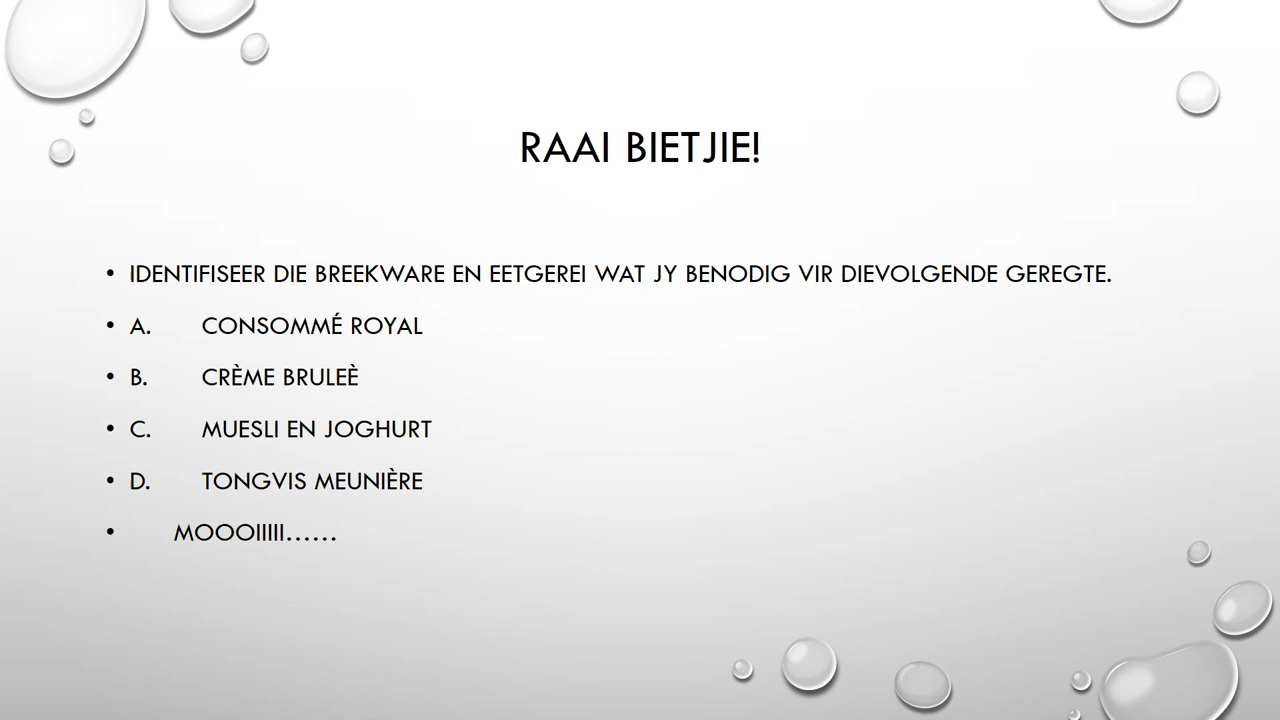 RAAI BIETJIE!
• IDENTIFISEER DIE BREEKWARE EN EETGEREI WAT JY BENODIG VIR DIEVOLGENDE GEREGTE.
• A. CONSOMMÉ ROYAL
• B. CRÈME BRULEÈ
• C. MUESLI EN JOGHURT
• D. TONGVIS MEUNIÈRE
• MOOOIIIII......